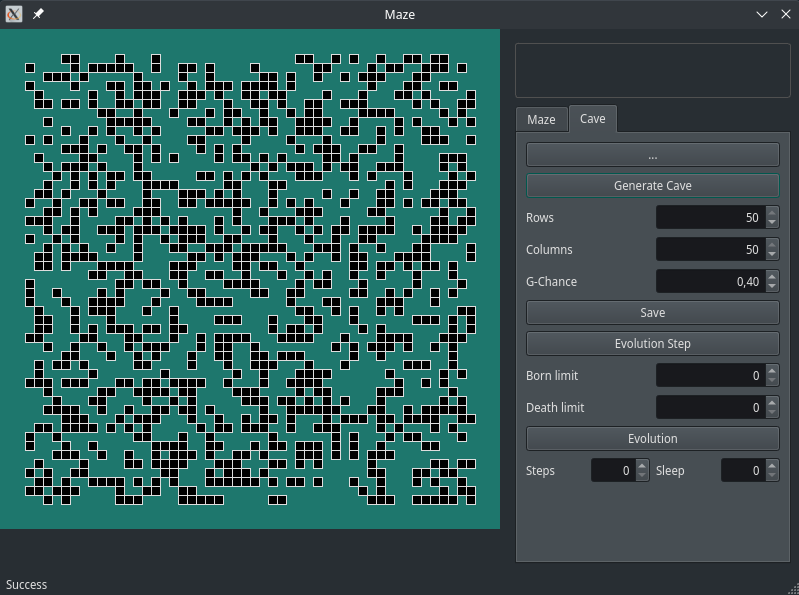 Maze
Maze Cave
...
Generate Cave
Rows 50
Columns 50
G-Chance 0,40
Save
Evolution Step
Born limit 0
Death limit 0
Evolution
Steps 0 Sleep 0
Success